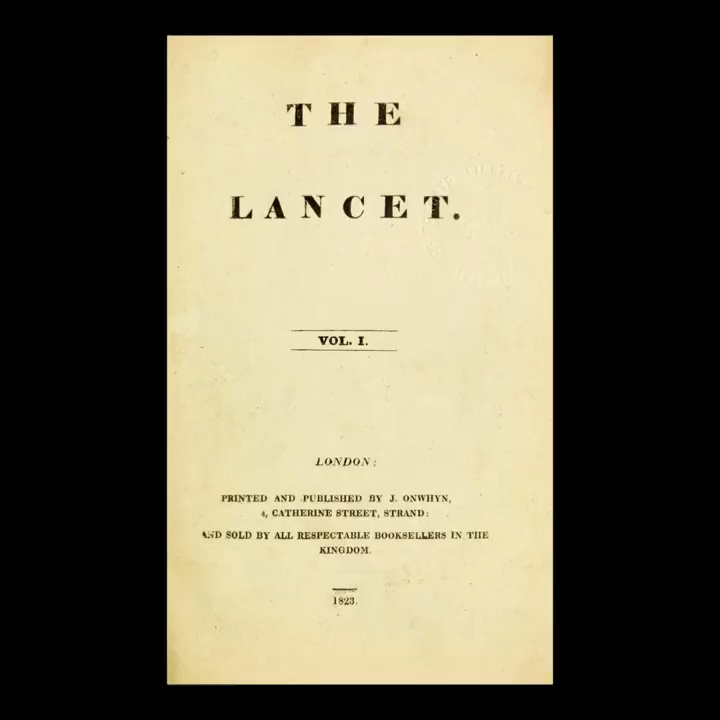 THE
LANCET.
VOL. I.
LONDON:
PRINTED AND PUBLISHED BY J. ONWHYN,
4, CATHERINE STREET, STRAND:
AND SOLD BY ALL RESPECTABLE BOOKSELLERS IN THE
KINGDOM.
1823.